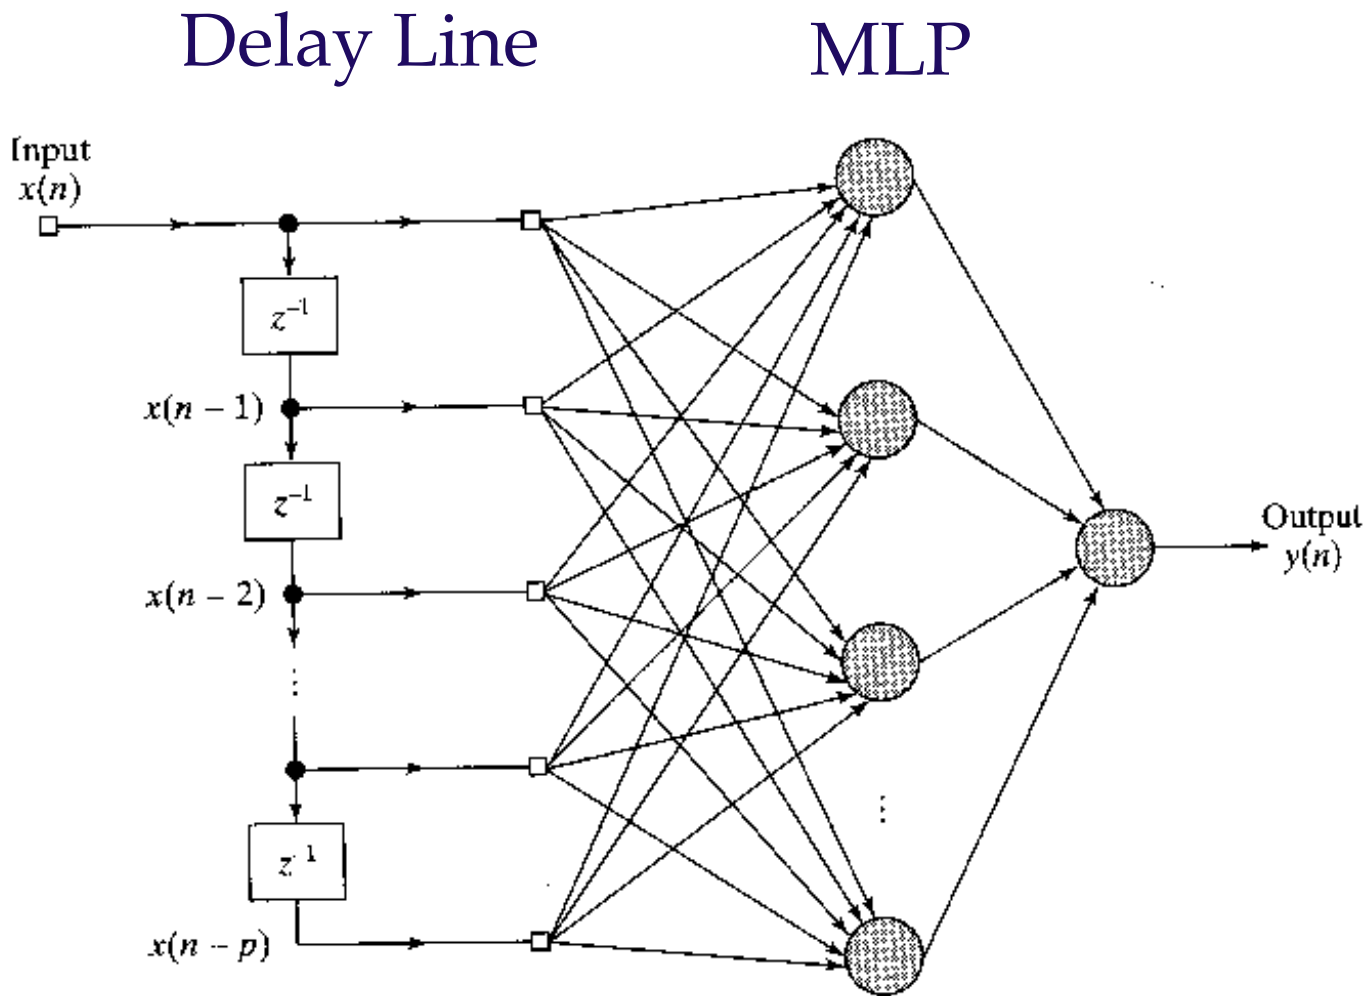 Delay Line
MLP
Input
x(n)
z⁻¹
x(n − 1)
z⁻¹
x(n − 2)
⋮
z⁻¹
x(n − p)
⋮
Output
y(n)